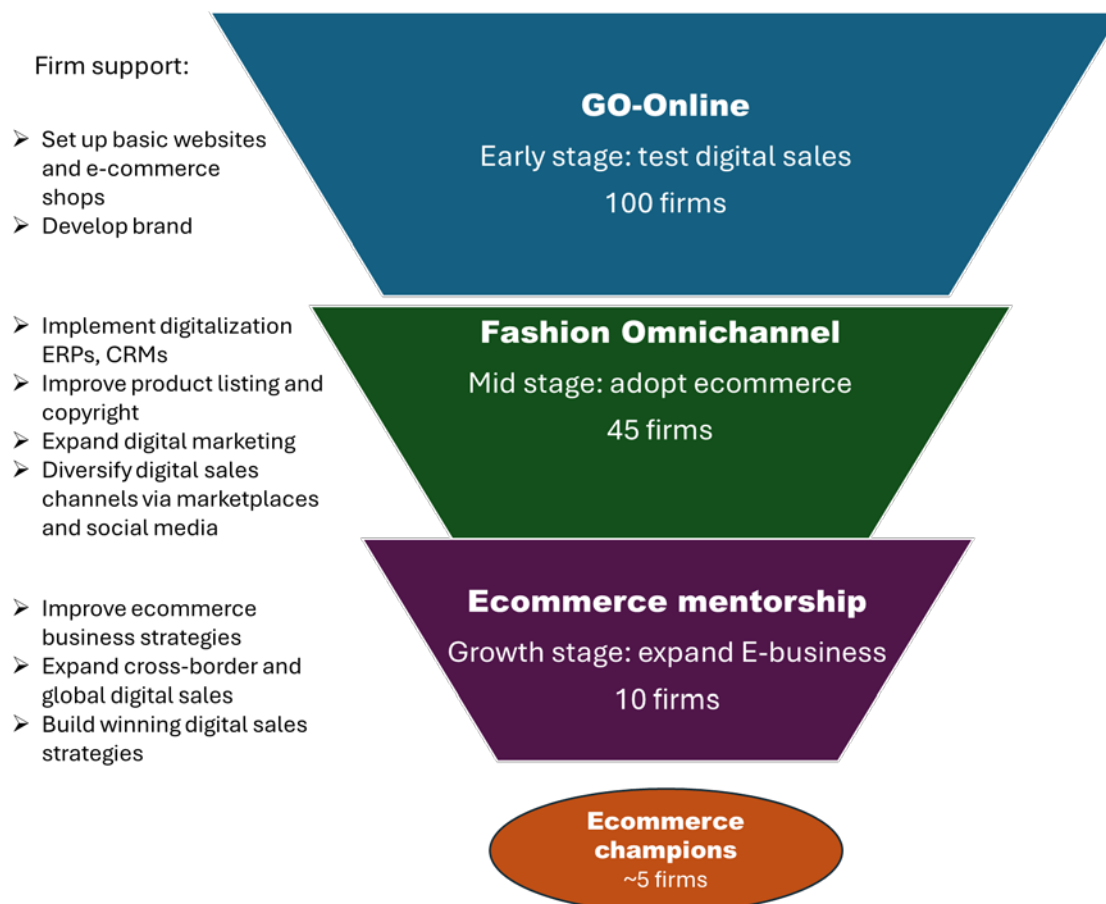 Firm support:
➢ Set up basic websites
and e-commerce
shops
➢ Develop brand
GO-Online
Early stage: test digital sales
100 firms
➢ Implement digitalization
ERPs, CRMs
➢ Improve product listing and
copyright
➢ Expand digital marketing
➢ Diversify digital sales
channels via marketplaces
and social media
Fashion Omnichannel
Mid stage: adopt ecommerce
45 firms
➢ Improve ecommerce
business strategies
➢ Expand cross-border and
global digital sales
➢ Build winning digital sales
strategies
Ecommerce mentorship
Growth stage: expand E-business
10 firms
Ecommerce
champions
~5 firms